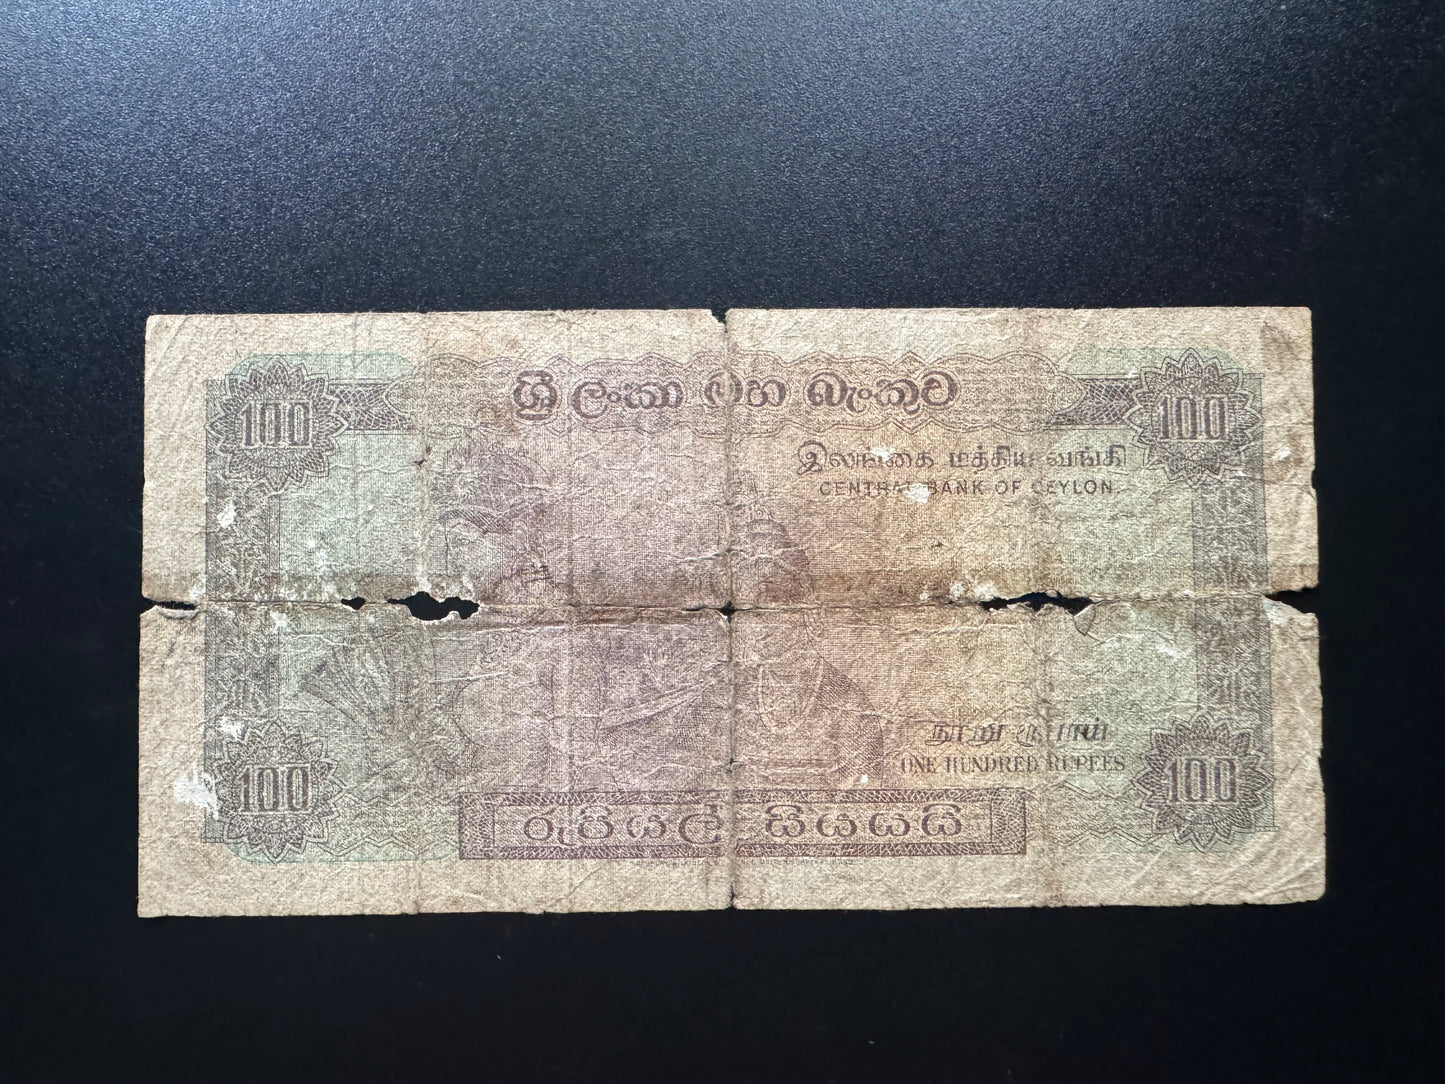 100
ශ්‍රී ලංකා මහ බැංකුව
100
இலங்கை மத்திய வங்கி
CENTRAL BANK OF CEYLON.
நூறு ரூபாய்
ONE HUNDRED RUPEES
100
රුපියල් සියයයි
100